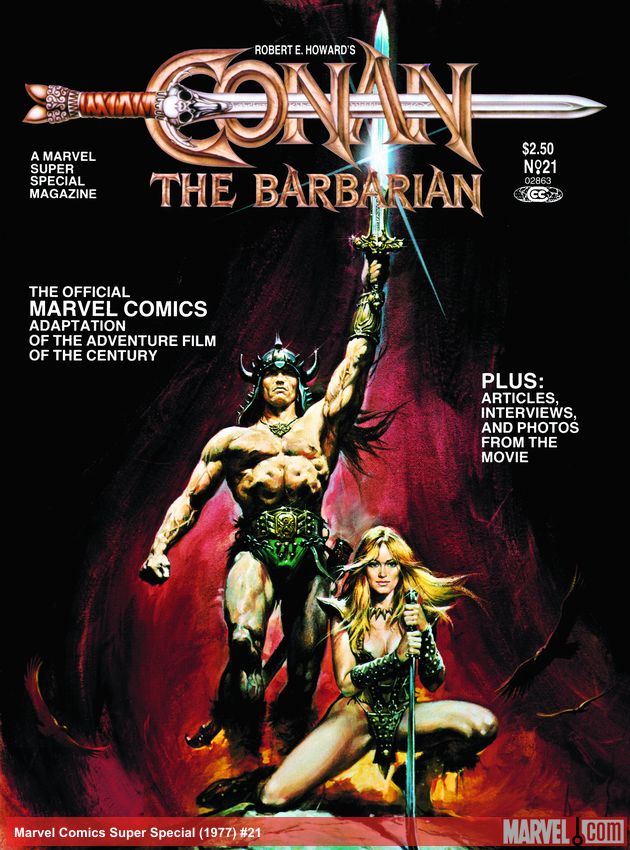 ROBERT E. HOWARD'S
CONAN
THE BARBARIAN
A MARVEL
SUPER
SPECIAL
MAGAZINE
$2.50
Nº21
02863
CC
THE OFFICIAL
MARVEL COMICS
ADAPTATION
OF THE ADVENTURE FILM
OF THE CENTURY
PLUS:
ARTICLES,
INTERVIEWS,
AND PHOTOS
FROM THE
MOVIE
Marvel Comics Super Special (1977) #21
MARVEL.com